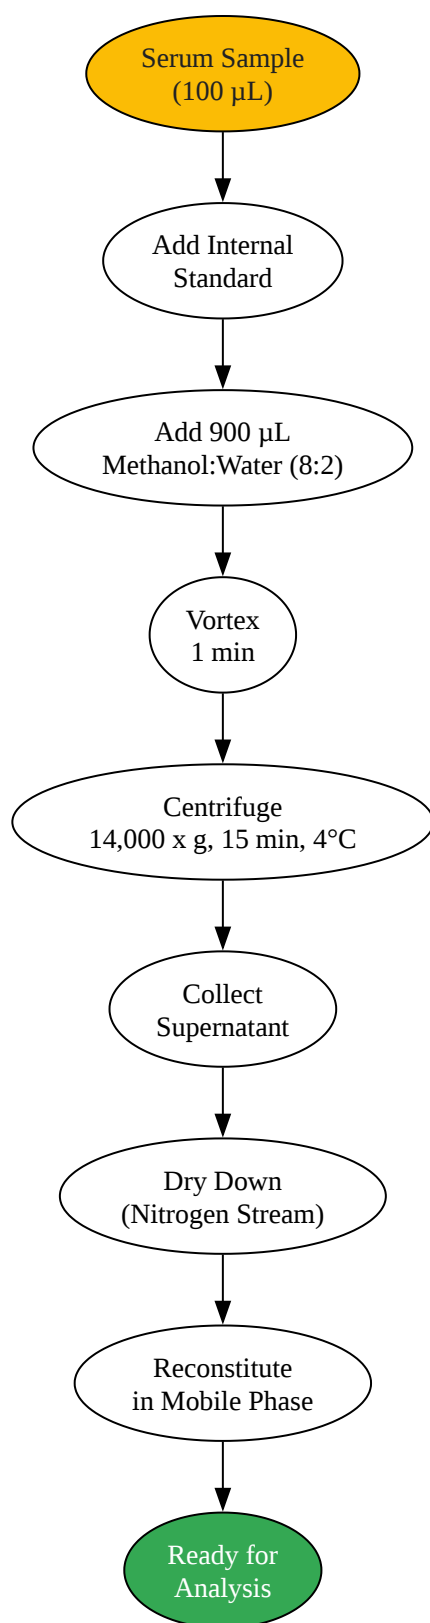 Serum Sample
(100 µL)
Add Internal
Standard
Add 900 µL
Methanol:Water (8:2)
Vortex
1 min
Centrifuge
14,000 x g, 15 min, 4°C
Collect
Supernatant
Dry Down
(Nitrogen Stream)
Reconstitute
in Mobile Phase
Ready for
Analysis